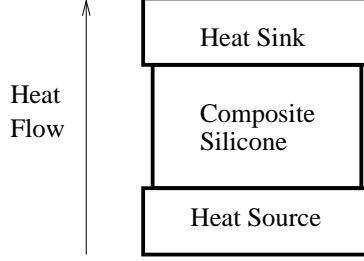 Heat Sink
Heat
Flow
Composite
Silicone
Heat Source